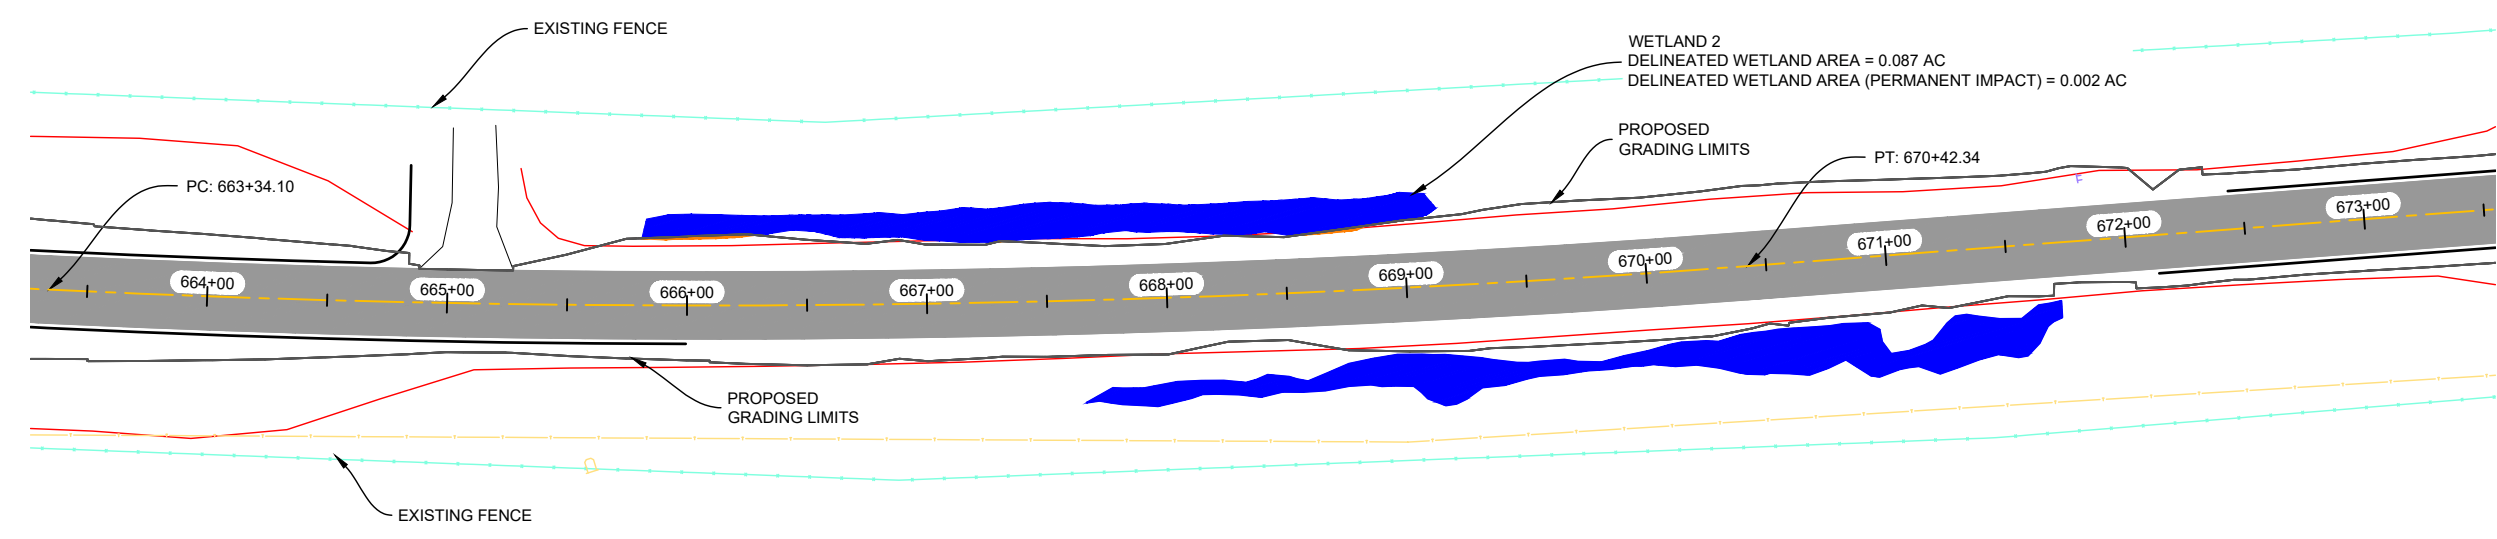 EXISTING FENCE
WETLAND 2
DELINEATED WETLAND AREA = 0.087 AC
DELINEATED WETLAND AREA (PERMANENT IMPACT) = 0.002 AC
PROPOSED
GRADING LIMITS
PT: 670+42.34
PC: 663+34.10
F
664+00
665+00
666+00
667+00
668+00
669+00
670+00
671+00
672+00
673+00
PROPOSED
GRADING LIMITS
EXISTING FENCE